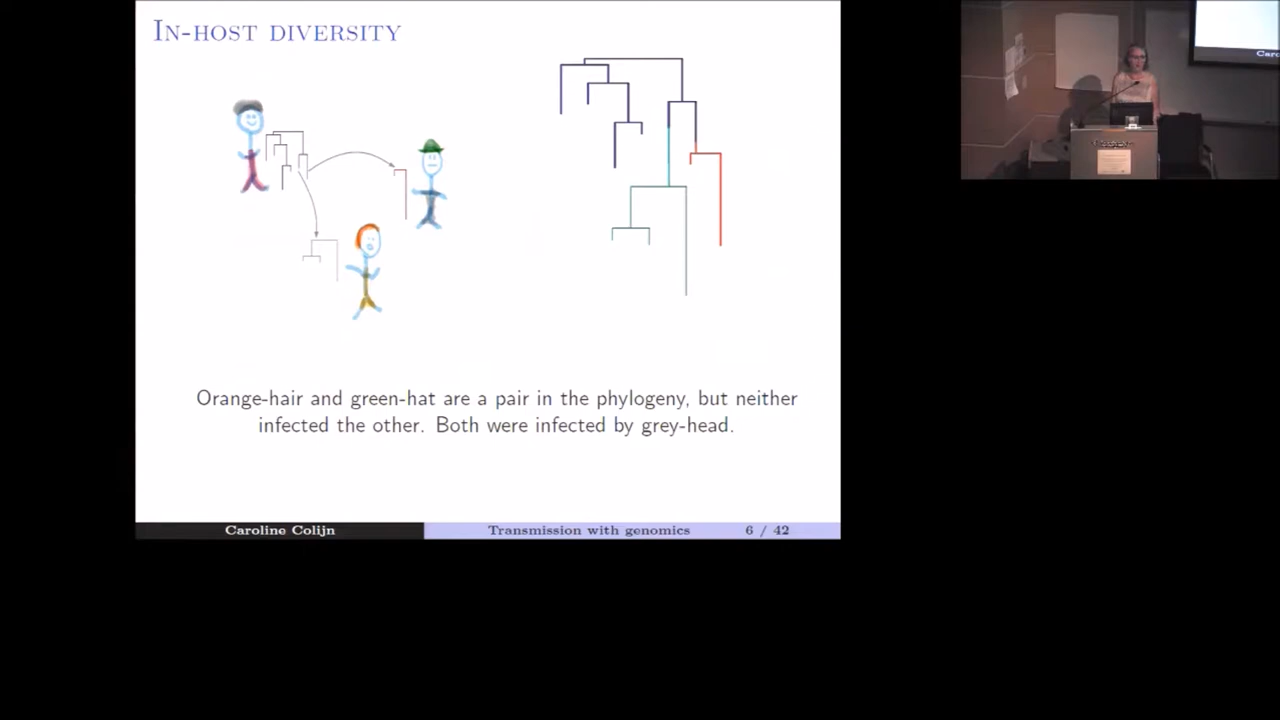 In-host diversity
Orange-hair and green-hat are a pair in the phylogeny, but neither
infected the other. Both were infected by grey-head.
Caroline Colijn
Transmission with genomics
6 / 42